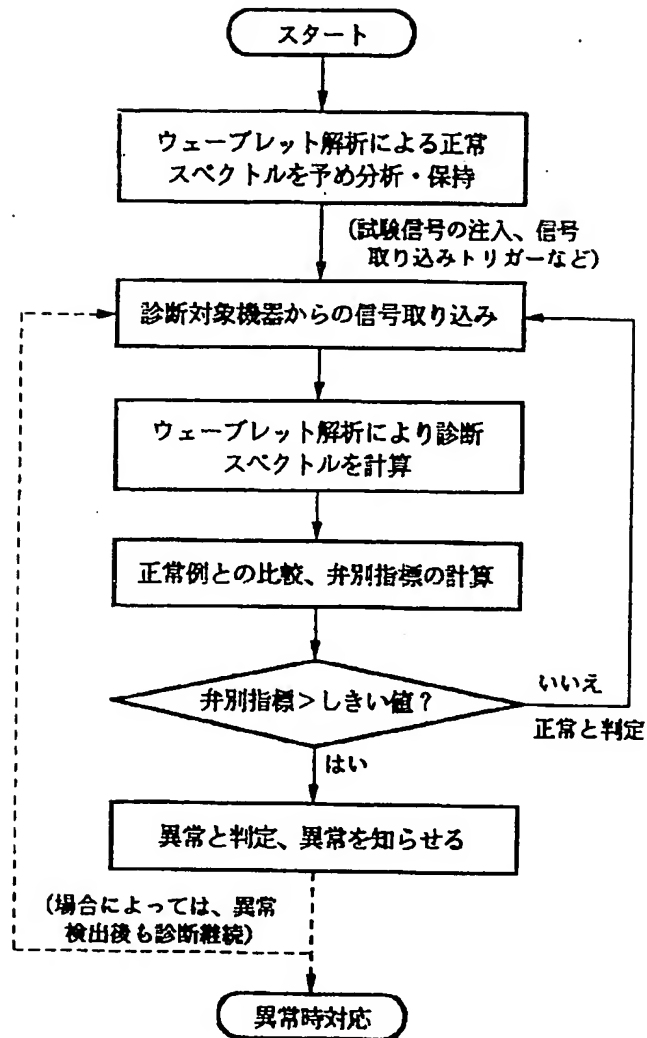 スタート
ウェーブレット解析による正常
スペクトルを予め分析・保持
(試験信号の注入、信号
取り込みトリガーなど)
診断対象機器からの信号取り込み
ウェーブレット解析により診断
スペクトルを計算
正常例との比較、弁別指標の計算
弁別指標>しきい値?
いいえ
正常と判定
はい
異常と判定、異常を知らせる
(場合によっては、異常
検出後も診断継続)
異常時対応